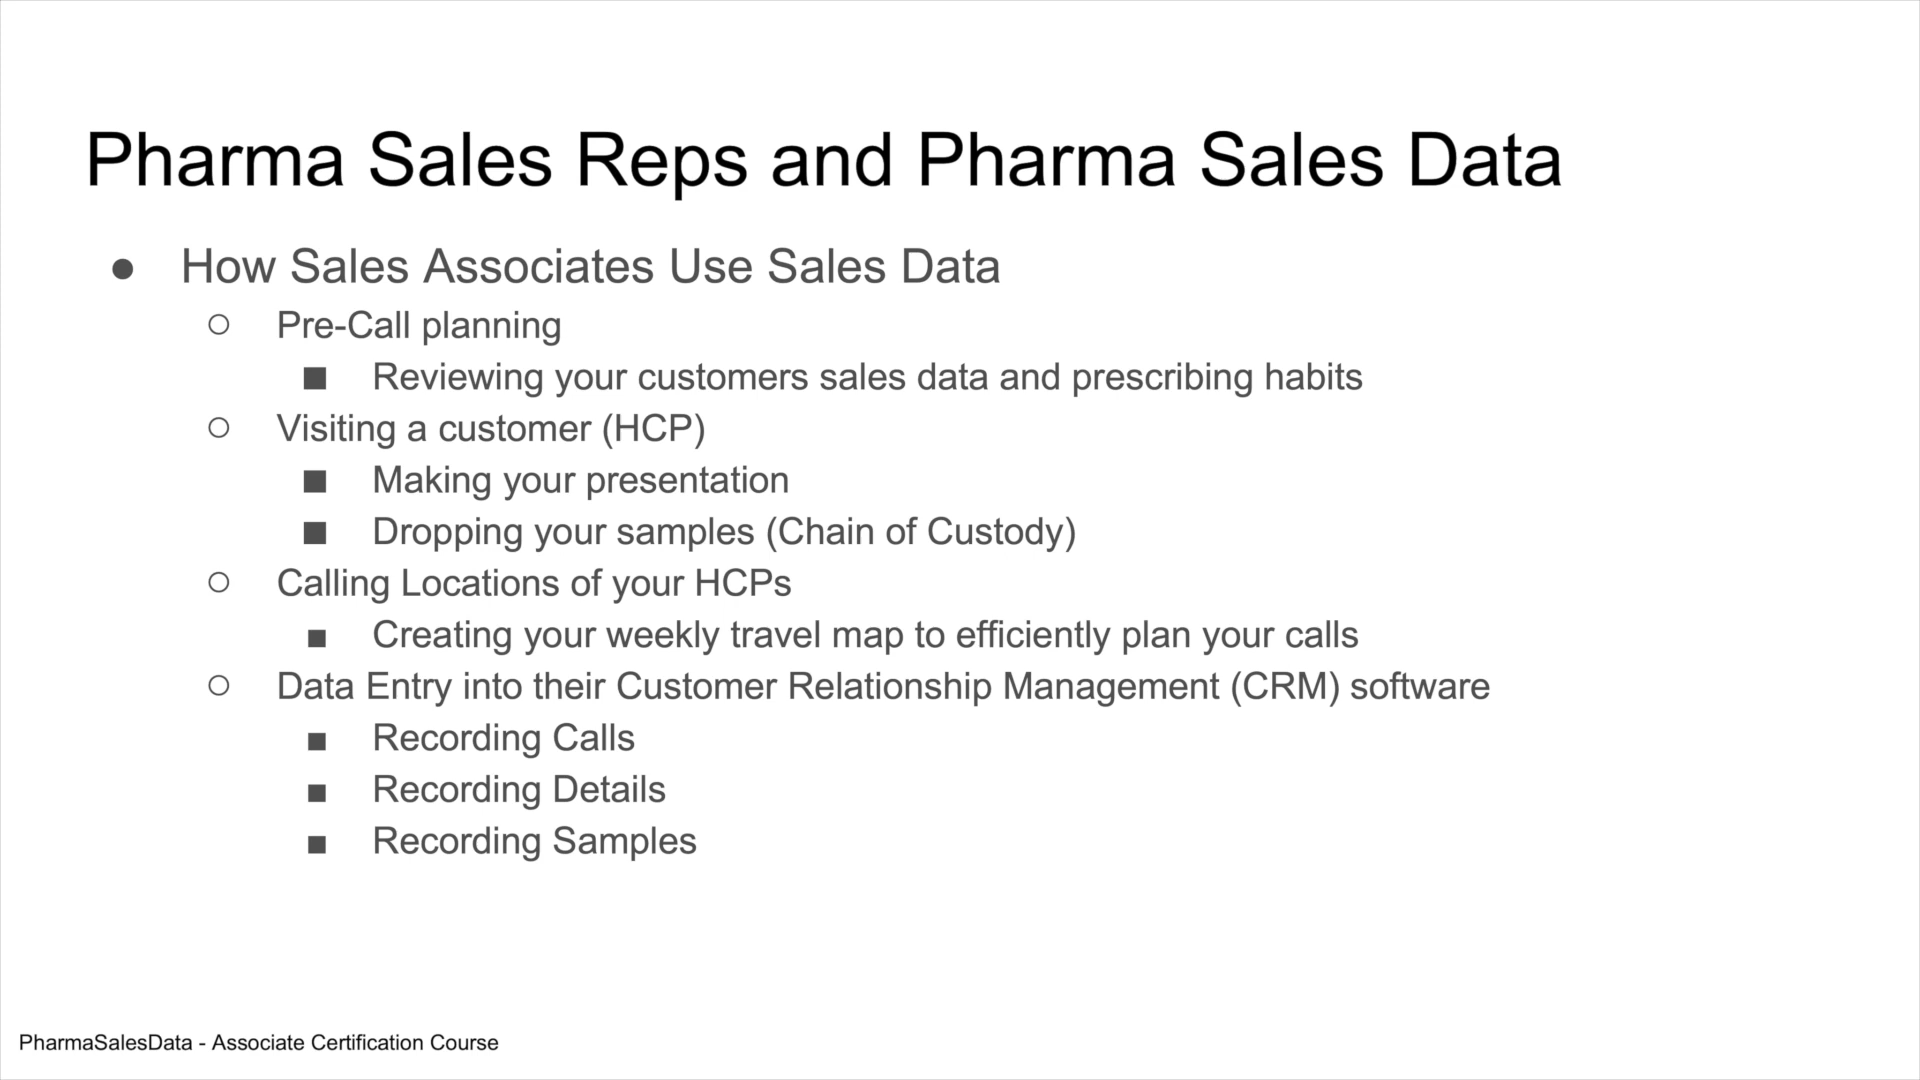 Pharma Sales Reps and Pharma Sales Data
● How Sales Associates Use Sales Data
○ Pre-Call planning
■ Reviewing your customers sales data and prescribing habits
○ Visiting a customer (HCP)
■ Making your presentation
■ Dropping your samples (Chain of Custody)
○ Calling Locations of your HCPs
■ Creating your weekly travel map to efficiently plan your calls
○ Data Entry into their Customer Relationship Management (CRM) software
■ Recording Calls
■ Recording Details
■ Recording Samples
PharmaSalesData - Associate Certification Course